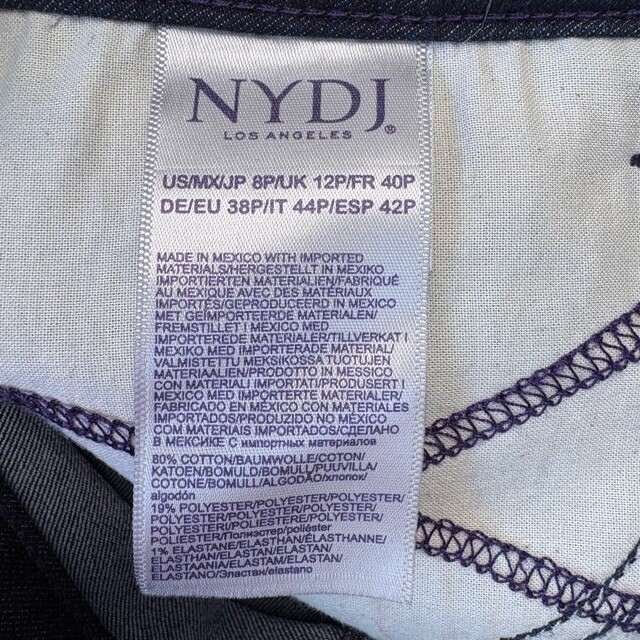 NYDJ®
LOS ANGELES
US/MX/JP 8P/UK 12P/FR 40P
DE/EU 38P/IT 44P/ESP 42P
MADE IN MEXICO WITH IMPORTED
MATERIALS/HERGESTELLT IN MEXIKO
IMPORTIERTEN MATERIALIEN/FABRIQUÉ
AU MEXIQUE AVEC DES MATÉRIAUX
IMPORTÉS/GEPRODUCEERD IN MEXICO
MET GEÏMPORTEERDE MATERIALEN/
FREMSTILLET I MEXICO MED
IMPORTEREDE MATERIALER/TILLVERKAT I
MEXIKO MED IMPORTERADE MATERIAL/
VALMISTETTU MEKSIKOSSA TUOTUJEN
MATERIAALIEN/PRODOTTO IN MESSICO
CON MATERIALI IMPORTATI/PRODUSERT I
MEXICO MED IMPORTERTE MATERIALER/
FABRICADO EN MÉXICO CON MATERIALES
IMPORTADOS/PRODUZIDO NO MÉXICO
COM MATERIAIS IMPORTADOS/СДЕЛАНО
В МЕКСИКЕ С импортных материалов
80% COTTON/BAUMWOLLE/COTON/
KATOEN/BOMULD/BOMULL/PUUVILLA/
COTONE/BOMULL/ALGODÃO/хлопок/
algodón
19% POLYESTER/POLYESTER/POLYESTER/
POLYESTER/POLYESTER/POLYESTER/
POLYESTER/POLIESTERE/POLYESTER/
POLIÉSTER/Полиэстер/poliéster
1% ELASTANE/ELASTHAN/ÉLASTHANNE/
ELASTAAN/ELASTAN/ELASTAN/
ELASTAANIA/ELASTAM/ELASTAN/
ELASTANO/Эластан/elastano